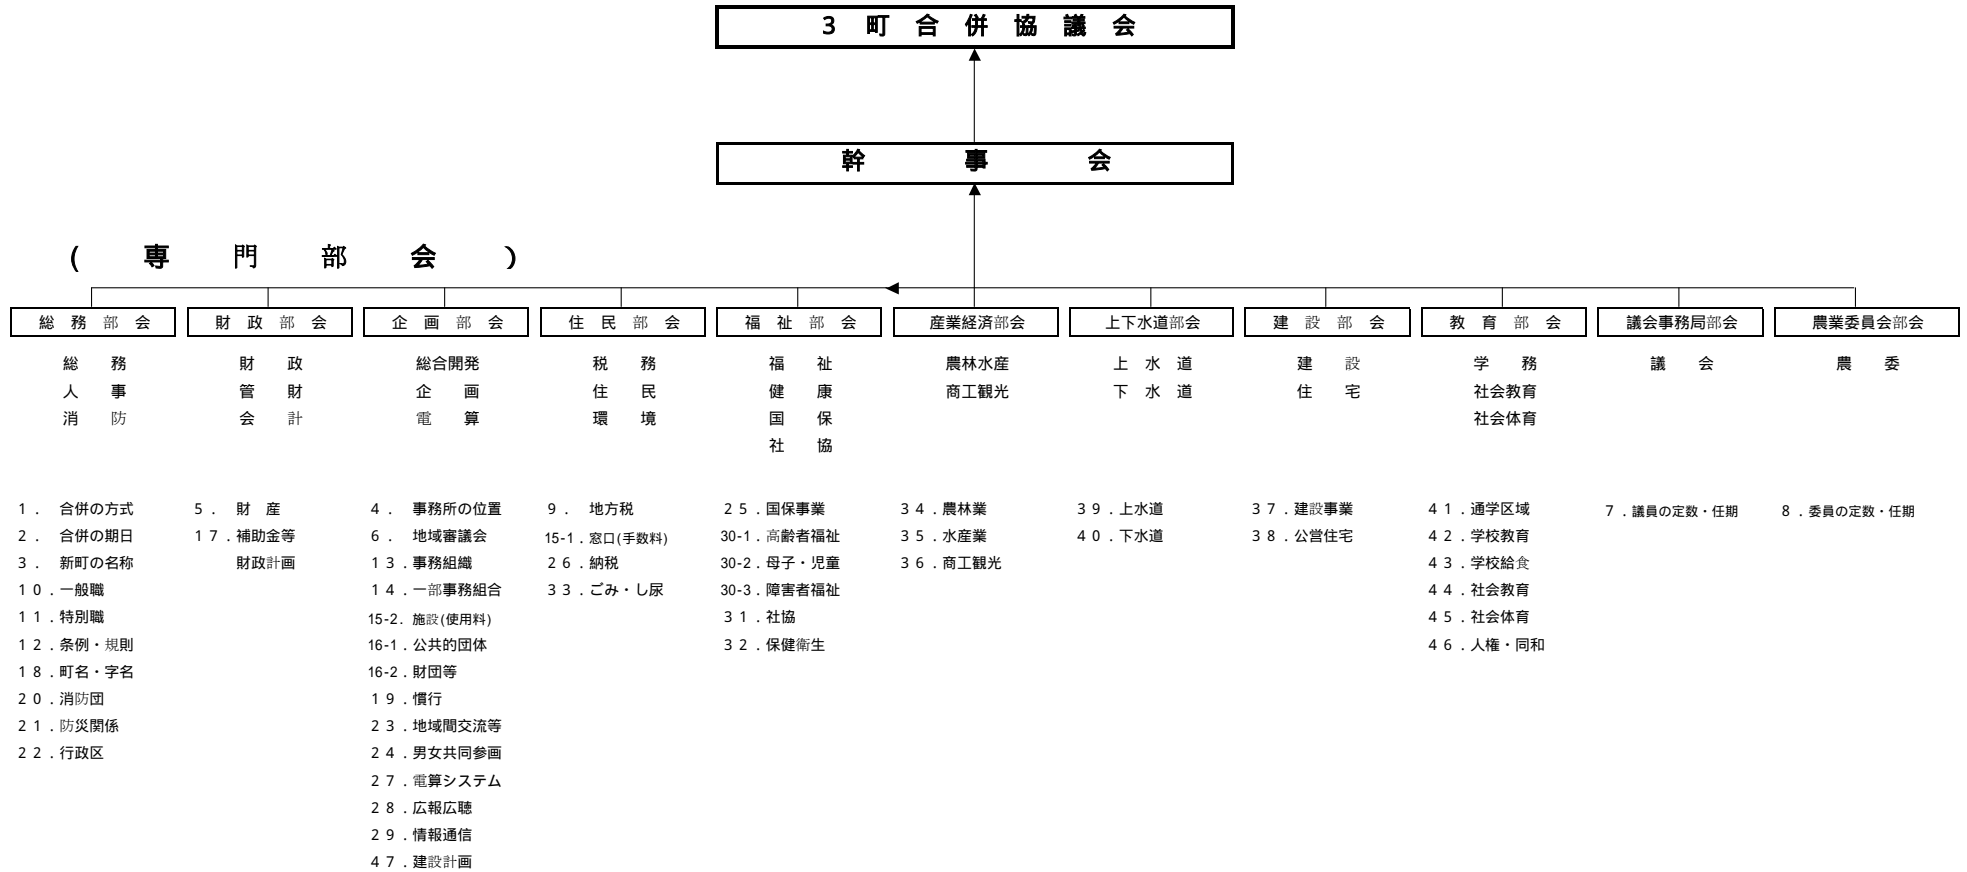 3 町 合 併 協 議 会
幹 事 会
( 専 門 部 会 )
総 務 部 会
総 務
人 事
消 防
1. 合併の方式
2. 合併の期日
3. 新町の名称
10.一般職
11.特別職
12.条例・規則
18.町名・字名
20.消防団
21.防災関係
22.行政区
財 政 部 会
財 政
管 財
会 計
5. 財 産
17.補助金等
財政計画
企 画 部 会
総合開発
企 画
電 算
4. 事務所の位置
6. 地域審議会
13.事務組織
14.一部事務組合
15-2. 施設(使用料)
16-1.公共的団体
16-2.財団等
19.慣行
23.地域間交流等
24.男女共同参画
27.電算システム
28.広報広聴
29.情報通信
47.建設計画
住 民 部 会
税 務
住 民
環 境
9. 地方税
15-1.窓口(手数料)
26.納税
33.ごみ・し尿
福 祉 部 会
福 祉
健 康
国 保
社 協
25.国保事業
30-1.高齢者福祉
30-2.母子・児童
30-3.障害者福祉
31.社協
32.保健衛生
産業経済部会
農林水産
商工観光
34.農林業
35.水産業
36.商工観光
上下水道部会
上 水 道
下 水 道
39.上水道
40.下水道
建 設 部 会
建 設
住 宅
37.建設事業
38.公営住宅
教 育 部 会
学 務
社会教育
社会体育
41.通学区域
42.学校教育
43.学校給食
44.社会教育
45.社会体育
46.人権・同和
議会事務局部会
議 会
7.議員の定数・任期
農業委員会部会
農 委
8.委員の定数・任期